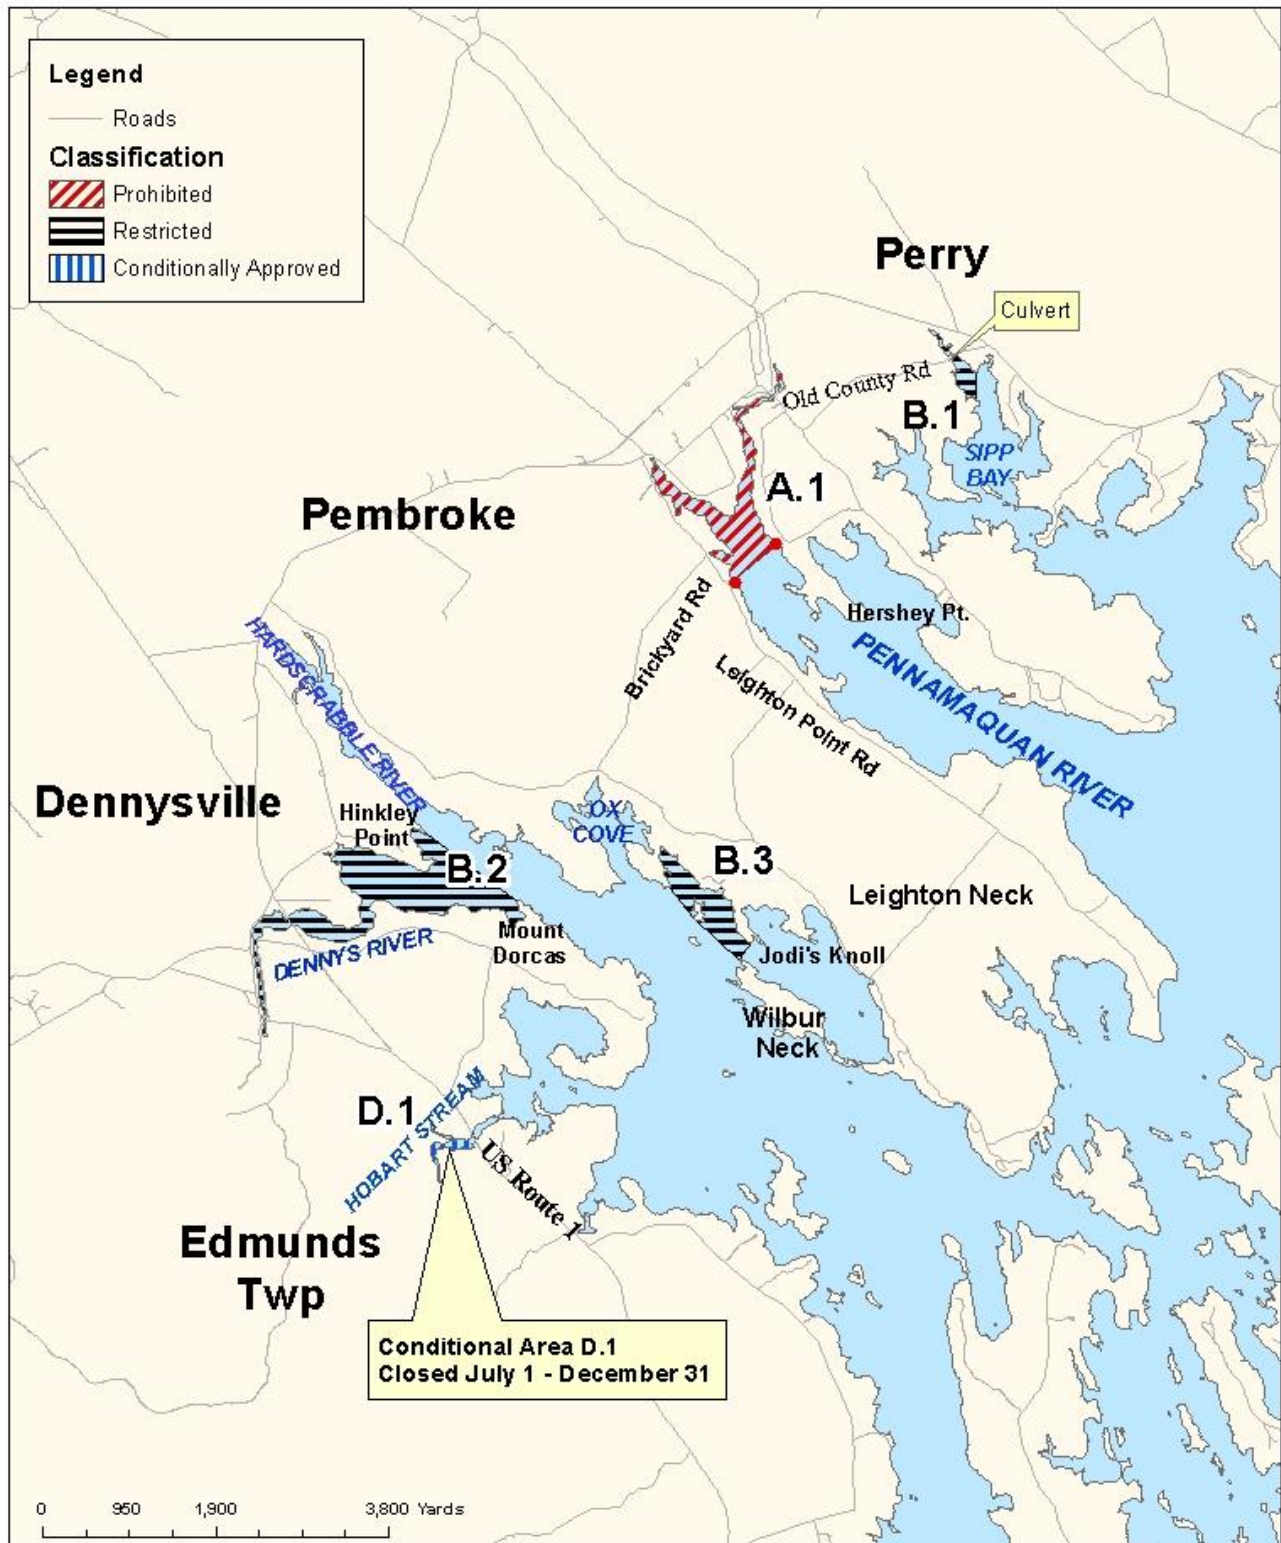 Legend
Roads
Classification
Prohibited
Restricted
Conditionally Approved
Perry
Culvert
Old County Rd
B.1
SIPP
BAY
A.1
Pembroke
Hershey Pt.
Brickyard Rd
PENNAMAQUAN RIVER
HARDSCRABBLE RIVER
Leighton Point Rd
Dennysville
Hinkley
Point
OX
COVE
B.2
B.3
Leighton Neck
Mount
Dorcas
DENNYS RIVER
Jodi's Knoll
Wilbur
Neck
D.1
HOBART STREAM
US Route 1
Edmunds
Twp
Conditional Area D.1
Closed July 1 - December 31
0 950 1,900 3,800 Yards